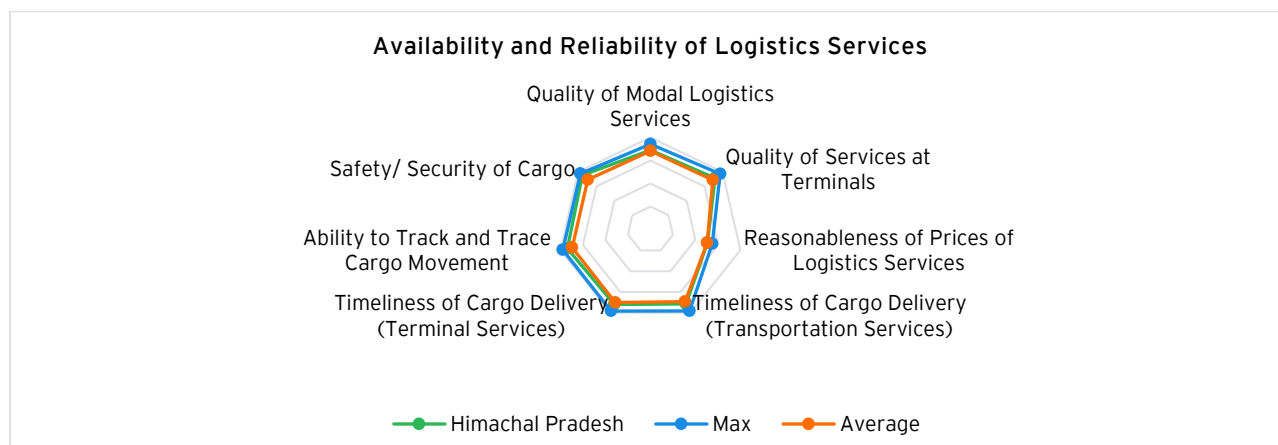 Availability and Reliability of Logistics Services
Quality of Modal Logistics
Services
Quality of Services at
Terminals
Reasonableness of Prices of
Logistics Services
Timeliness of Cargo Delivery
(Transportation Services)
Timeliness of Cargo Delivery
(Terminal Services)
Ability to Track and Trace
Cargo Movement
Safety/ Security of Cargo
Himachal Pradesh
Max
Average